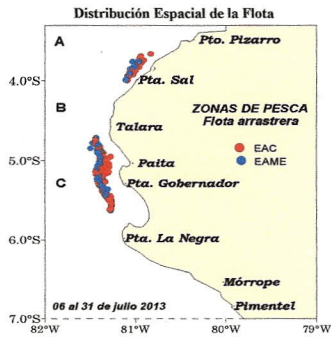 Distribución Espacial de la Flota
A
Pto. Pizarro
4.0°S
Pta. Sal
B
ZONAS DE PESCA
Flota arrastrera
Talara
EAC
EAME
5.0°S
Paita
C
Pta. Gobernador
6.0°S
Pta. La Negra
Mórrope
06 al 31 de julio 2013
Pimentel
7.0°S
82°W 81°W 80°W 79°W